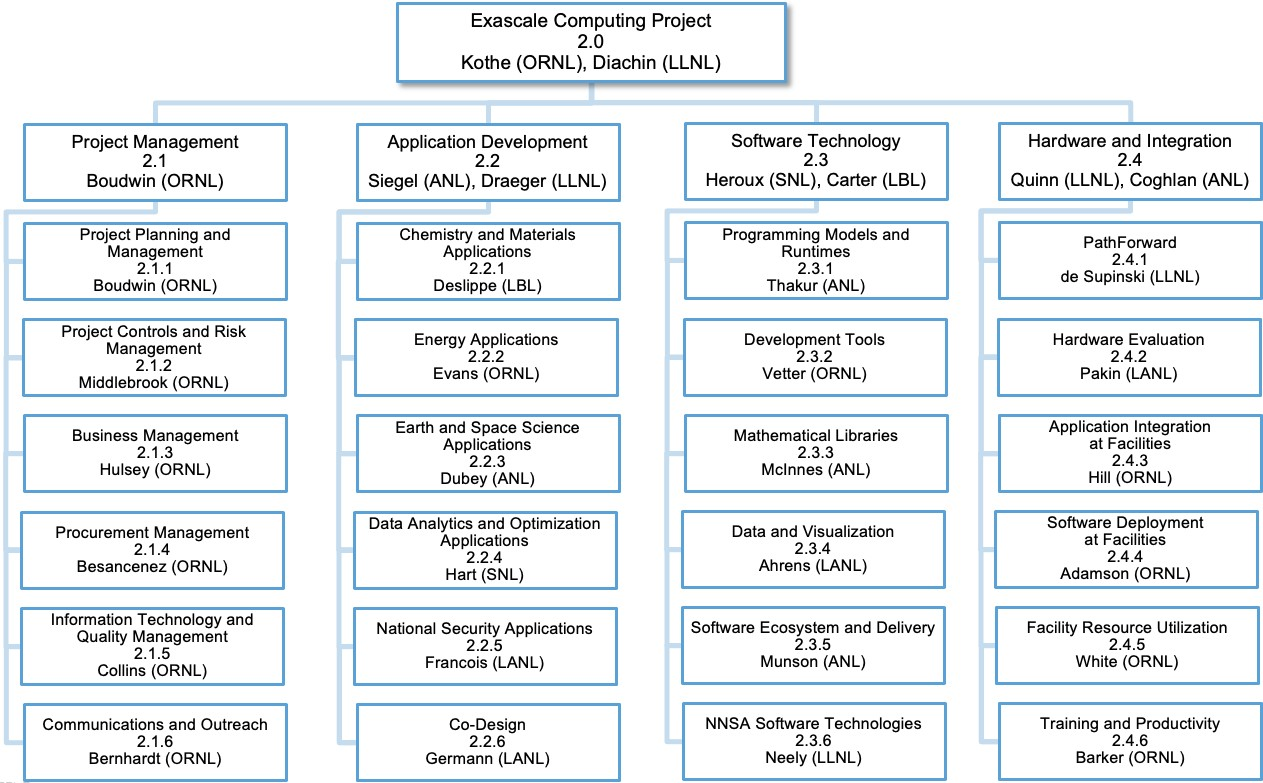 Exascale Computing Project
2.0
Kothe (ORNL), Diachin (LLNL)
Project Management
2.1
Boudwin (ORNL)
Project Planning and
Management
2.1.1
Boudwin (ORNL)
Project Controls and Risk
Management
2.1.2
Middlebrook (ORNL)
Business Management
2.1.3
Hulsey (ORNL)
Procurement Management
2.1.4
Besancenez (ORNL)
Information Technology and
Quality Management
2.1.5
Collins (ORNL)
Communications and Outreach
2.1.6
Bernhardt (ORNL)
Application Development
2.2
Siegel (ANL), Draeger (LLNL)
Chemistry and Materials
Applications
2.2.1
Deslippe (LBL)
Energy Applications
2.2.2
Evans (ORNL)
Earth and Space Science
Applications
2.2.3
Dubey (ANL)
Data Analytics and Optimization
Applications
2.2.4
Hart (SNL)
National Security Applications
2.2.5
Francois (LANL)
Co-Design
2.2.6
Germann (LANL)
Software Technology
2.3
Heroux (SNL), Carter (LBL)
Programming Models and
Runtimes
2.3.1
Thakur (ANL)
Development Tools
2.3.2
Vetter (ORNL)
Mathematical Libraries
2.3.3
McInnes (ANL)
Data and Visualization
2.3.4
Ahrens (LANL)
Software Ecosystem and Delivery
2.3.5
Munson (ANL)
NNSA Software Technologies
2.3.6
Neely (LLNL)
Hardware and Integration
2.4
Quinn (LLNL), Coghlan (ANL)
PathForward
2.4.1
de Supinski (LLNL)
Hardware Evaluation
2.4.2
Pakin (LANL)
Application Integration
at Facilities
2.4.3
Hill (ORNL)
Software Deployment
at Facilities
2.4.4
Adamson (ORNL)
Facility Resource Utilization
2.4.5
White (ORNL)
Training and Productivity
2.4.6
Barker (ORNL)